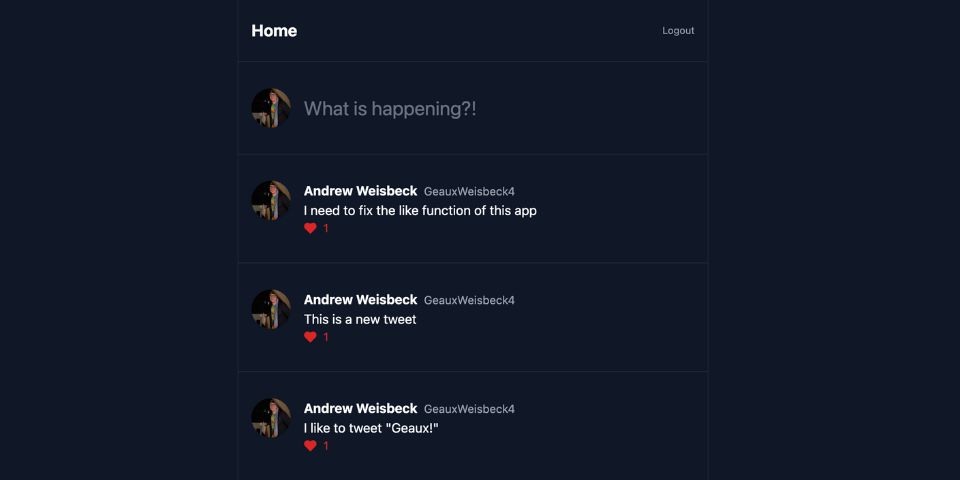 Home
Logout
What is happening?!
Andrew Weisbeck GeauxWeisbeck4
I need to fix the like function of this app
1
Andrew Weisbeck GeauxWeisbeck4
This is a new tweet
1
Andrew Weisbeck GeauxWeisbeck4
I like to tweet "Geaux!"
1